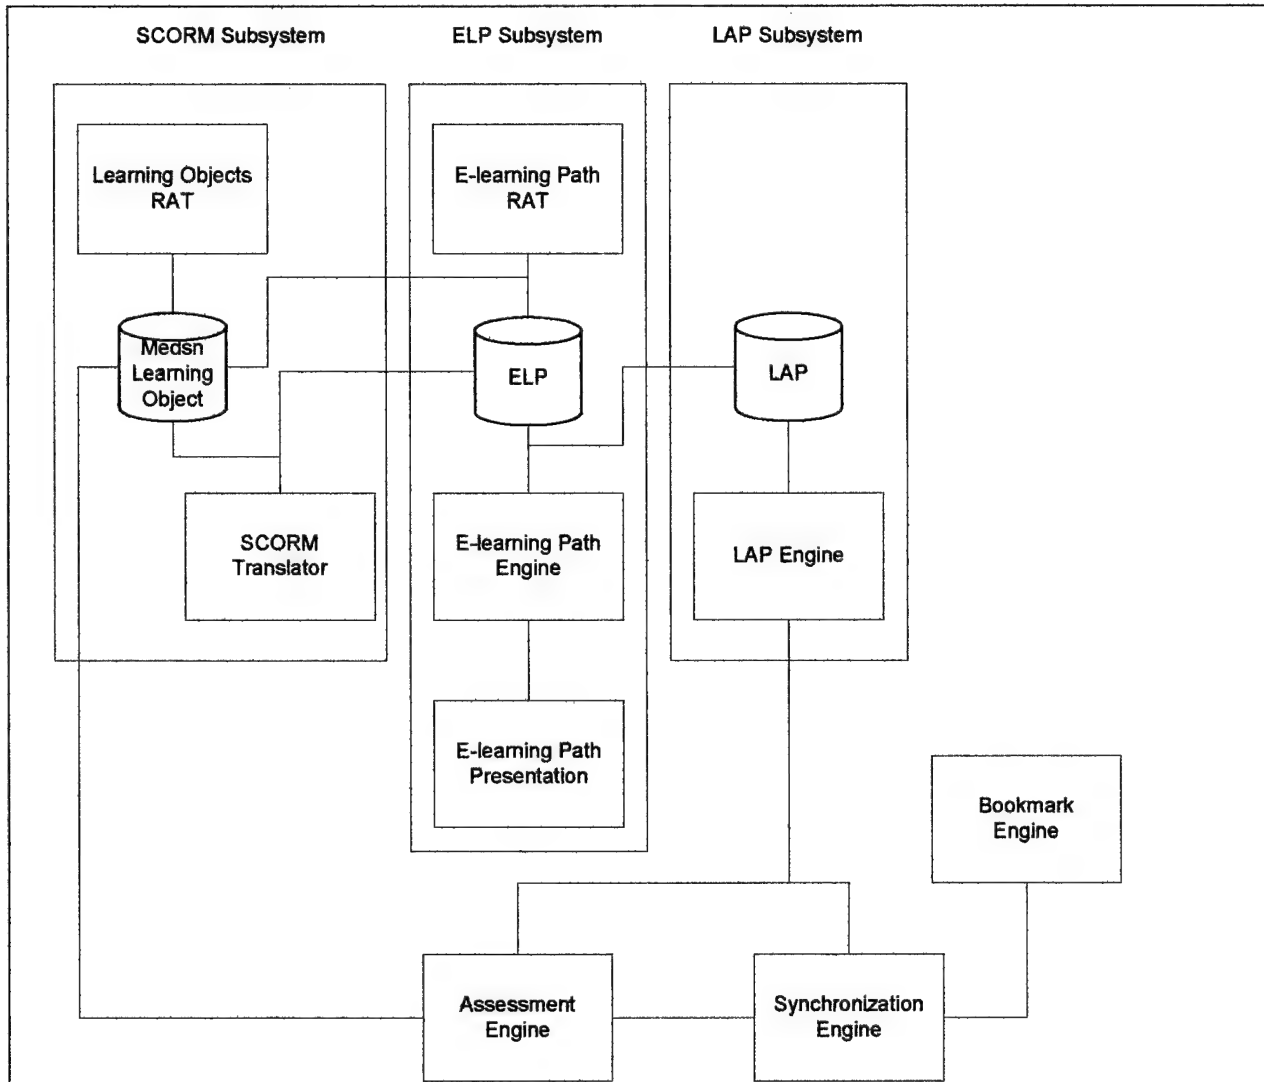 SCORM Subsystem
ELP Subsystem
LAP Subsystem
Learning Objects
RAT
E-learning Path
RAT
Medsn
Learning
Object
ELP
LAP
SCORM
Translator
E-learning Path
Engine
LAP Engine
E-learning Path
Presentation
Bookmark
Engine
Assessment
Engine
Synchronization
Engine